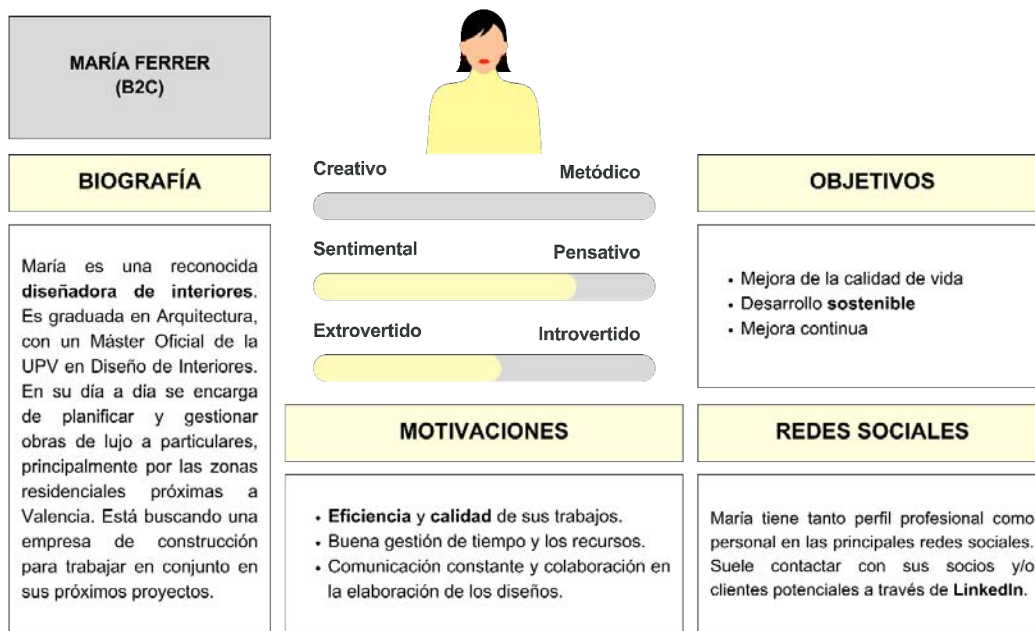 MARÍA FERRER
(B2C)
BIOGRAFÍA
María es una reconocida
diseñadora de interiores.
Es graduada en Arquitectura,
con un Máster Oficial de la
UPV en Diseño de Interiores.
En su día a día se encarga
de planificar y gestionar
obras de lujo a particulares,
principalmente por las zonas
residenciales próximas a
Valencia. Está buscando una
empresa de construcción
para trabajar en conjunto en
sus próximos proyectos.
Creativo Metódico
Sentimental Pensativo
Extrovertido Introvertido
MOTIVACIONES
• Eficiencia y calidad de sus trabajos.
• Buena gestión de tiempo y los recursos.
• Comunicación constante y colaboración en
la elaboración de los diseños.
OBJETIVOS
• Mejora de la calidad de vida
• Desarrollo sostenible
• Mejora continua
REDES SOCIALES
María tiene tanto perfil profesional como
personal en las principales redes sociales.
Suele contactar con sus socios y/o
clientes potenciales a través de LinkedIn.